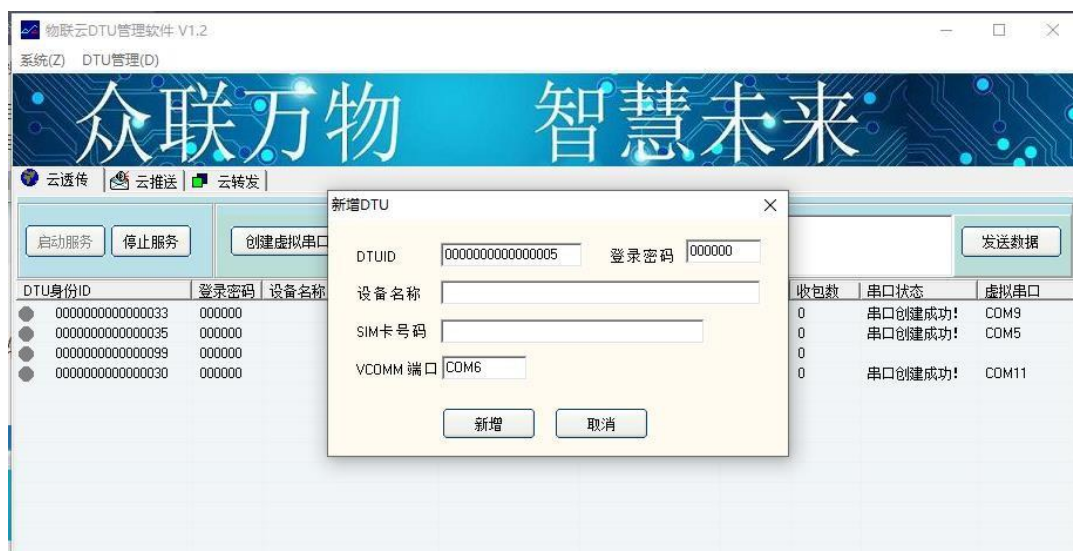 物联云DTU管理软件 V1.2
系统(Z) DTU管理(D)
众联万物 智慧未来
云透传 云推送 云转发
启动服务 停止服务 创建虚拟串口 发送数据
新增DTU
DTUID 0000000000000005 登录密码 000000
设备名称
SIM卡号码
VCOMM 端口 COM6
新增 取消
DTU身份ID 登录密码 设备名称 收包数 串口状态 虚拟串口
0000000000000033 000000 0 串口创建成功! COM9
0000000000000035 000000 0 串口创建成功! COM5
0000000000000099 000000 0
0000000000000030 000000 0 串口创建成功! COM11